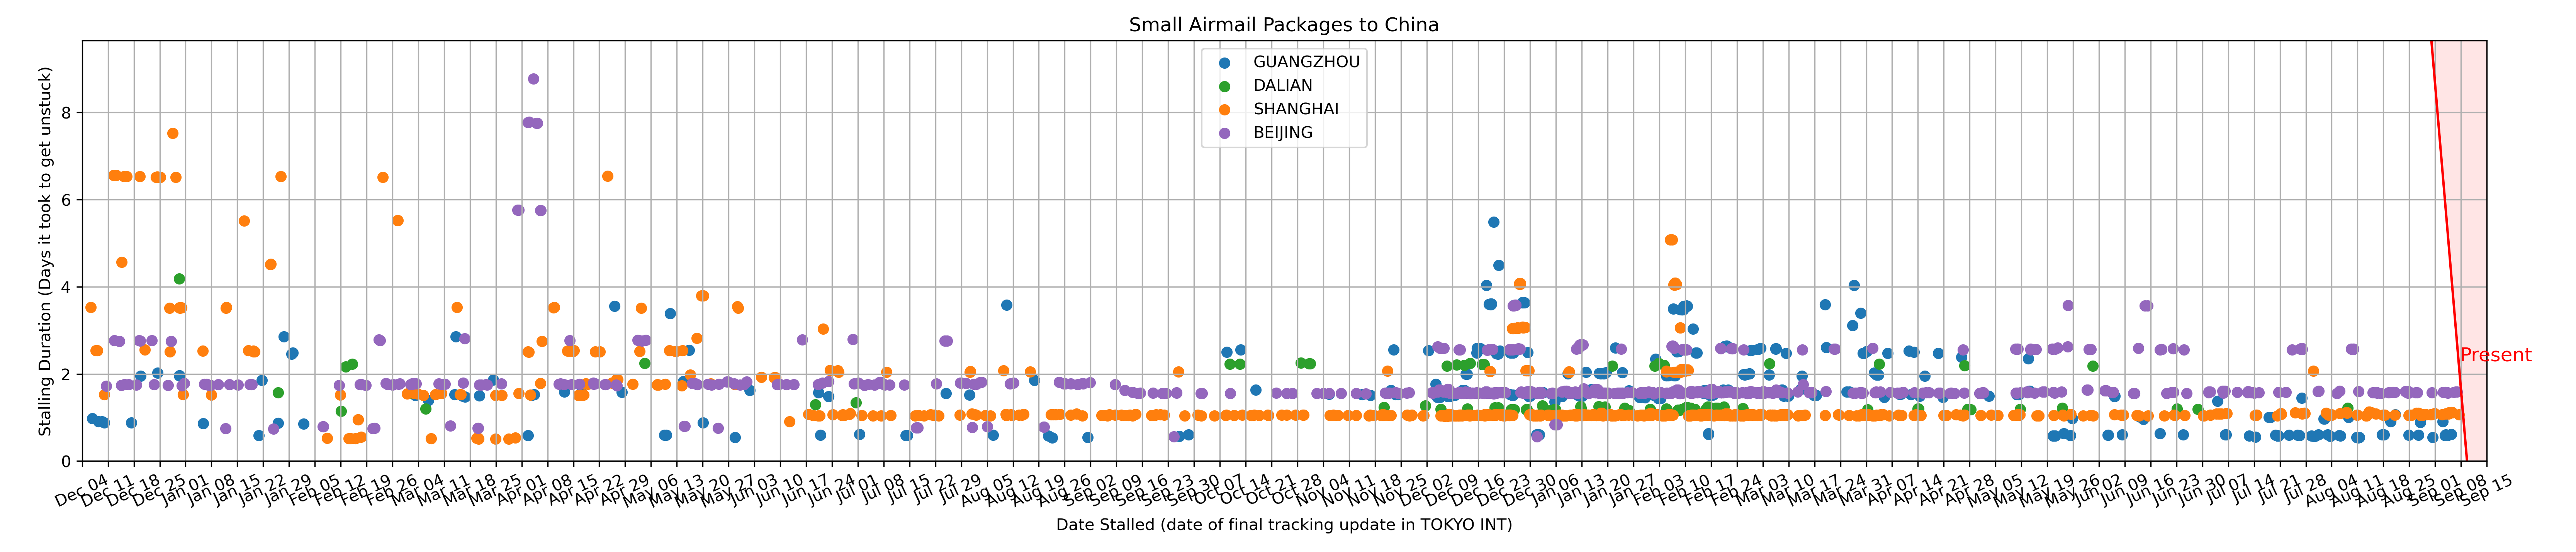 Small Airmail Packages to China
GUANGZHOU
DALIAN
SHANGHAI
BEIJING
Stalling Duration (Days it took to get unstuck)
8
6
4
2
0
Present
Dec 04 Dec 11 Dec 18 Dec 25 Jan 01 Jan 08 Jan 15 Jan 22 Jan 29 Feb 05 Feb 12 Feb 19 Feb 26 Mar 04 Mar 11 Mar 18 Mar 25 Apr 01 Apr 08 Apr 15 Apr 22 Apr 29 May 06 May 13 May 20 May 27 Jun 03 Jun 10 Jun 17 Jun 24 Jul 01 Jul 08 Jul 15 Jul 22 Jul 29 Aug 05 Aug 12 Aug 19 Aug 26 Sep 02 Sep 09 Sep 16 Sep 23 Sep 30 Oct 07 Oct 14 Oct 21 Oct 28 Nov 04 Nov 11 Nov 18 Nov 25 Dec 02 Dec 09 Dec 16 Dec 23 Dec 30 Jan 06 Jan 13 Jan 20 Jan 27 Feb 03 Feb 10 Feb 17 Feb 24 Mar 03 Mar 10 Mar 17 Mar 24 Mar 31 Apr 07 Apr 14 Apr 21 Apr 28 May 05 May 12 May 19 May 26 Jun 02 Jun 09 Jun 16 Jun 23 Jun 30 Jul 07 Jul 14 Jul 21 Jul 28 Aug 04 Aug 11 Aug 18 Aug 25 Sep 01 Sep 08 Sep 15
Date Stalled (date of final tracking update in TOKYO INT)